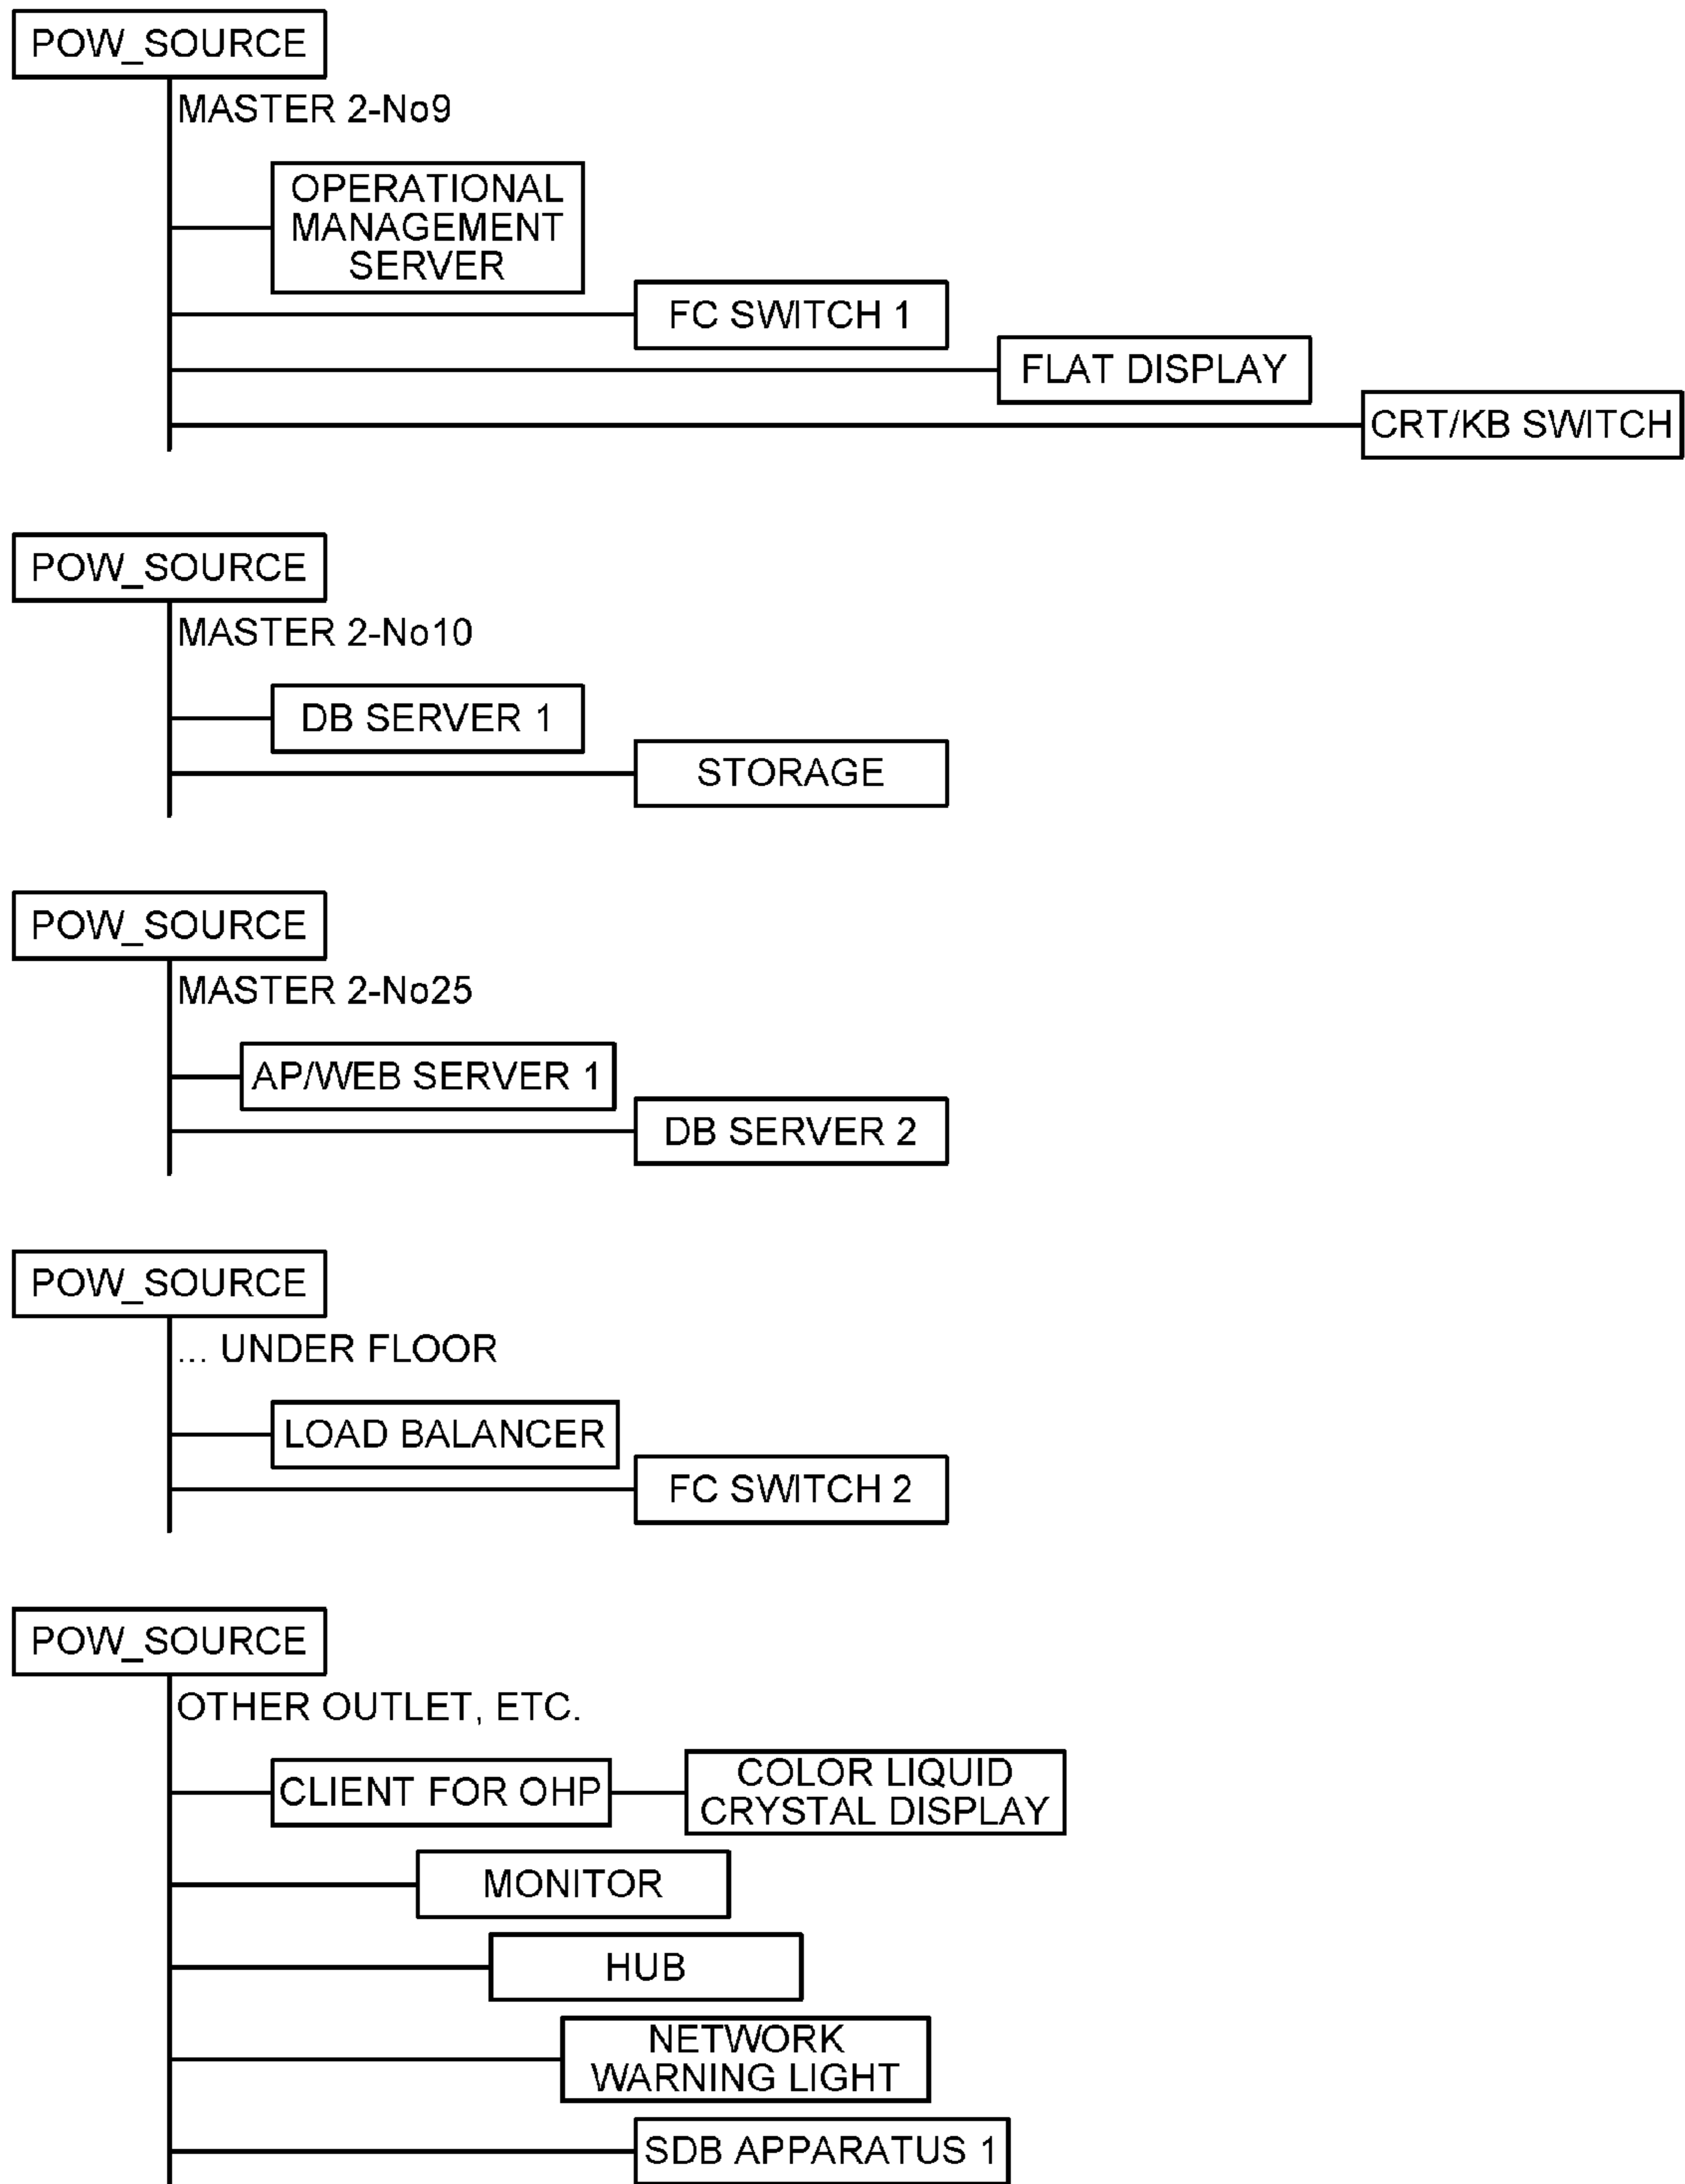 POW_SOURCE
MASTER 2-No9
OPERATIONAL
MANAGEMENT
SERVER
FC SWITCH 1
FLAT DISPLAY
CRT/KB SWITCH
POW_SOURCE
MASTER 2-No10
DB SERVER 1
STORAGE
POW_SOURCE
MASTER 2-No25
AP/WEB SERVER 1
DB SERVER 2
POW_SOURCE
... UNDER FLOOR
LOAD BALANCER
FC SWITCH 2
POW_SOURCE
OTHER OUTLET, ETC.
CLIENT FOR OHP
COLOR LIQUID
CRYSTAL DISPLAY
MONITOR
HUB
NETWORK
WARNING LIGHT
SDB APPARATUS 1